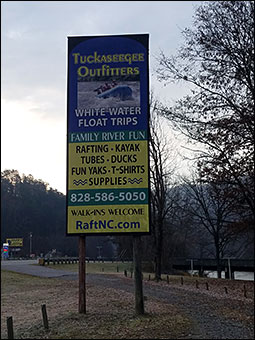 Tuckaseegee
Outfitters
WHITE WATER
FLOAT TRIPS
FAMILY RIVER FUN
RAFTING • KAYAK
TUBES • DUCKS
FUN YAKS • T-SHIRTS
SUPPLIES
828-586-5050
WALK-INS WELCOME
RaftNC.com